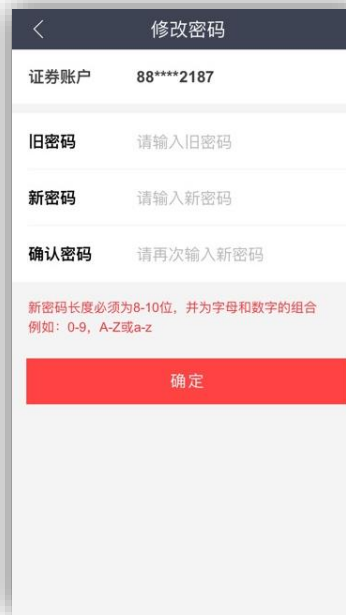 修改密码
证券账户 88****2187
旧密码 请输入旧密码
新密码 请输入新密码
确认密码 请再次输入新密码
新密码长度必须为8-10位，并为字母和数字的组合
例如：0-9，A-Z或a-z
确定